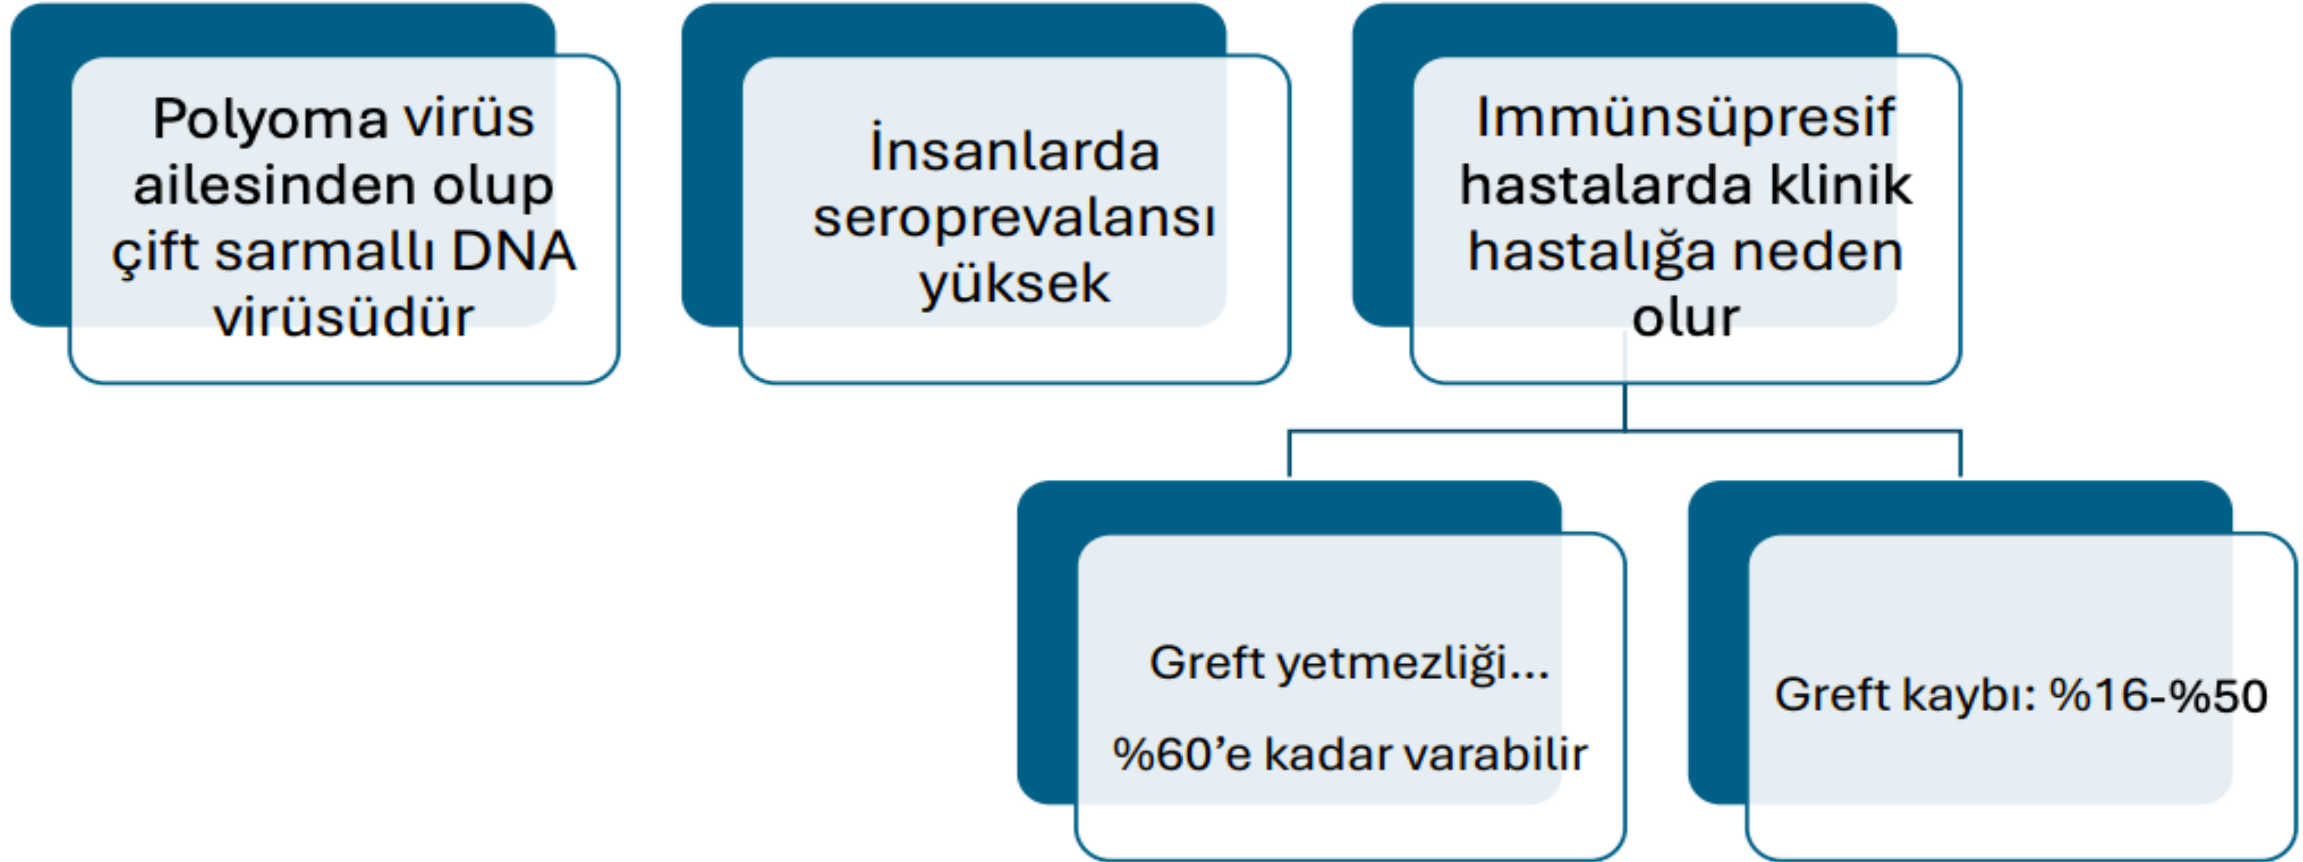 Polyoma virüs
ailesinden olup
çift sarmallı DNA
virüsüdür
İnsanlarda
seroprevalansı
yüksek
Immünsüpresif
hastalarda klinik
hastalığa neden
olur
Greft yetmezliği...
%60’e kadar varabilir
Greft kaybı: %16-%50